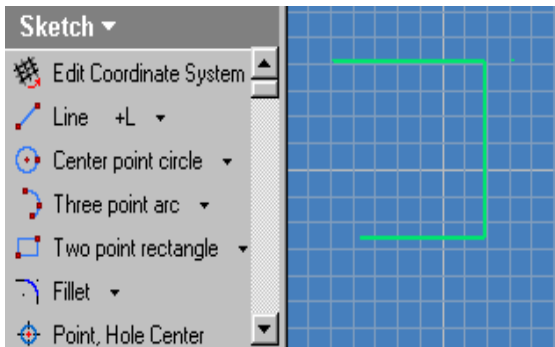 Sketch
Edit Coordinate System
Line +L
Center point circle
Three point arc
Two point rectangle
Fillet
Point, Hole Center